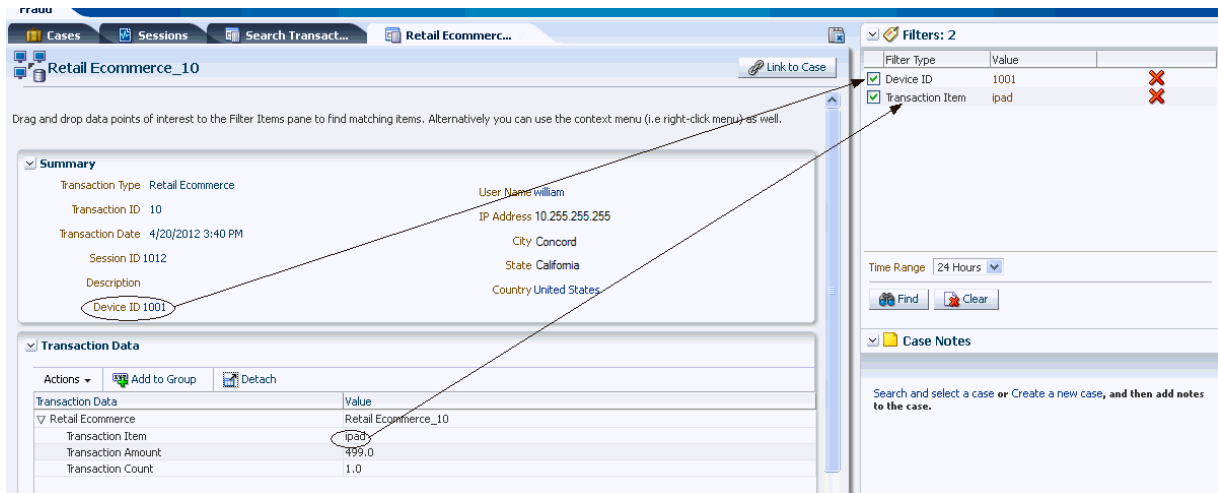 Fraud
Cases
Sessions
Search Transact...
Retail Ecommerc...
Retail Ecommerce_10
Link to Case
Drag and drop data points of interest to the Filter Items pane to find matching items. Alternatively you can use the context menu (i.e right-click menu) as well.
Summary
Transaction Type Retail Ecommerce
Transaction ID 10
Transaction Date 4/20/2012 3:40 PM
Session ID 1012
Description
Device ID 1001
User Name william
IP Address 10.255.255.255
City Concord
State California
Country United States
Transaction Data
Actions Add to Group Detach
Transaction Data Value
Retail Ecommerce Retail Ecommerce_10
Transaction Item ipad
Transaction Amount 499.0
Transaction Count 1.0
Filters: 2
Filter Type Value
Device ID 1001
Transaction Item ipad
Time Range 24 Hours
Find Clear
Case Notes
Search and select a case or Create a new case, and then add notes
to the case.